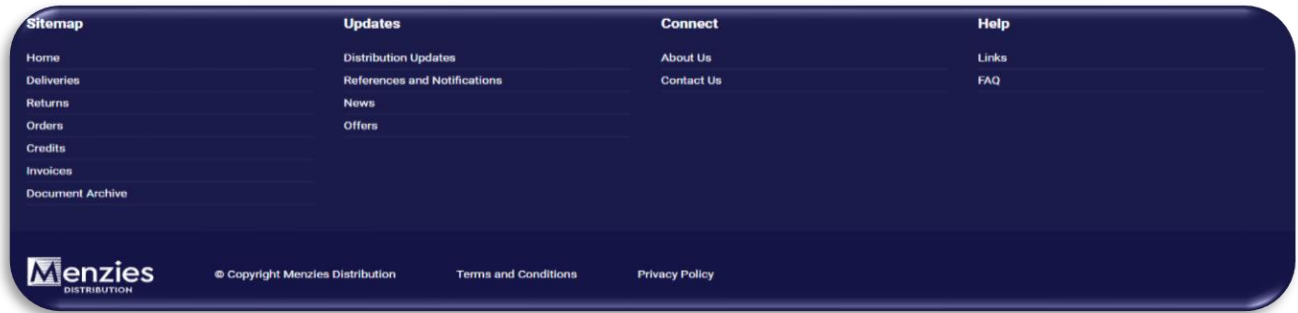 Sitemap
Home
Deliveries
Returns
Orders
Credits
Invoices
Document Archive
Updates
Distribution Updates
References and Notifications
News
Offers
Connect
About Us
Contact Us
Help
Links
FAQ
Menzies
DISTRIBUTION
© Copyright Menzies Distribution
Terms and Conditions
Privacy Policy